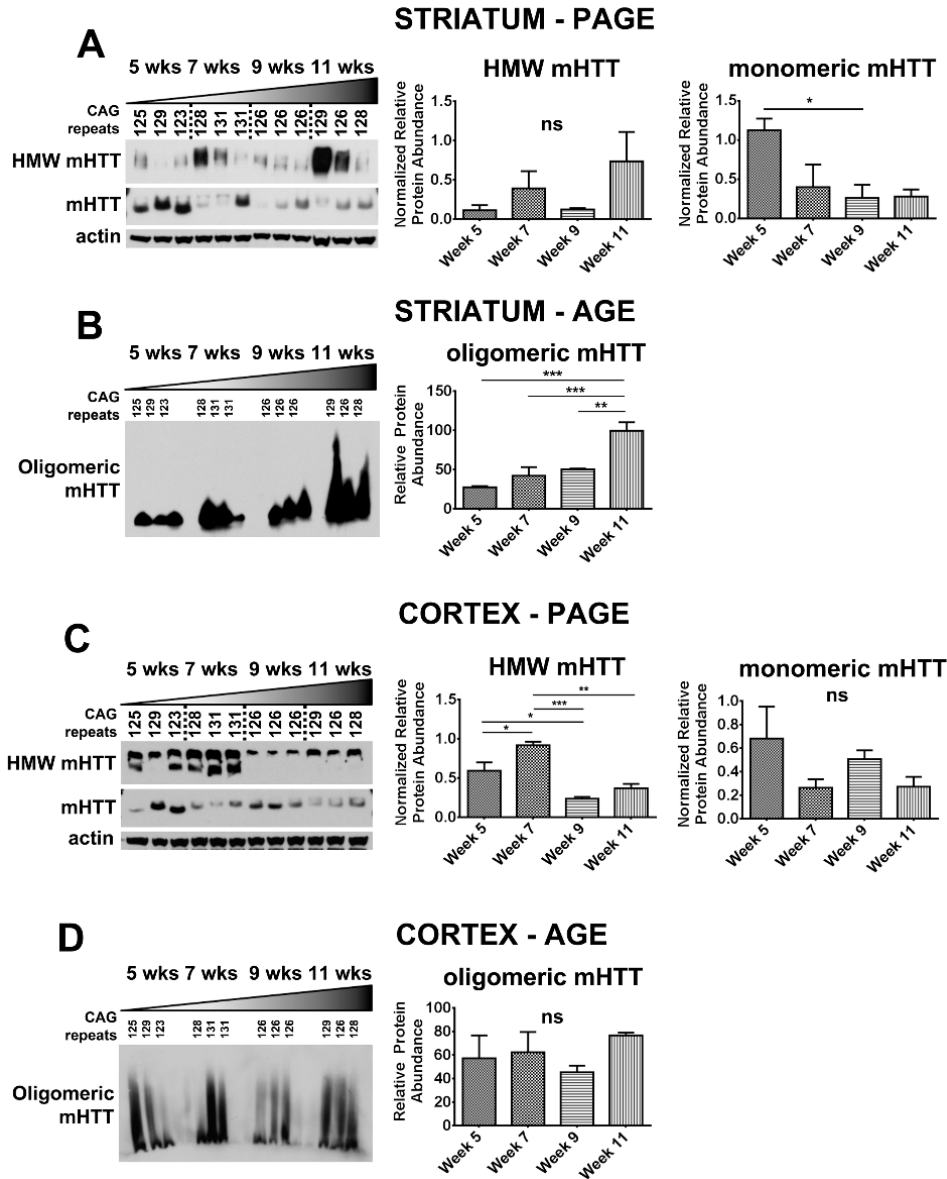 A
STRIATUM - PAGE
5 wks 7 wks 9 wks 11 wks
CAG
repeats
125 129 123 128 131 131 126 126 126 129 126 128
HMW mHTT
mHTT
actin
HMW mHTT
ns
Normalized Relative
Protein Abundance
1.5
1.0
0.5
0.0
Week 5
Week 7
Week 9
Week 11
monomeric mHTT
*
Normalized Relative
Protein Abundance
1.5
1.0
0.5
0.0
Week 5
Week 7
Week 9
Week 11
B
STRIATUM - AGE
5 wks 7 wks 9 wks 11 wks
CAG
repeats
125 129 123 128 131 131 126 126 126 129 126 128
Oligomeric
mHTT
oligomeric mHTT
***
***
**
Relative Protein
Abundance
150
100
50
0
Week 5
Week 7
Week 9
Week 11
C
CORTEX - PAGE
5 wks 7 wks 9 wks 11 wks
CAG
repeats
125 129 123 128 131 131 126 126 126 129 126 128
HMW mHTT
mHTT
actin
HMW mHTT
**
***
*
*
Normalized Relative
Protein Abundance
1.5
1.0
0.5
0.0
Week 5
Week 7
Week 9
Week 11
monomeric mHTT
ns
Normalized Relative
Protein Abundance
1.0
0.8
0.6
0.4
0.2
0.0
Week 5
Week 7
Week 9
Week 11
D
CORTEX - AGE
5 wks 7 wks 9 wks 11 wks
CAG
repeats
125 129 123 128 131 131 126 126 126 129 126 128
Oligomeric
mHTT
oligomeric mHTT
ns
Relative Protein
Abundance
100
80
60
40
20
0
Week 5
Week 7
Week 9
Week 11